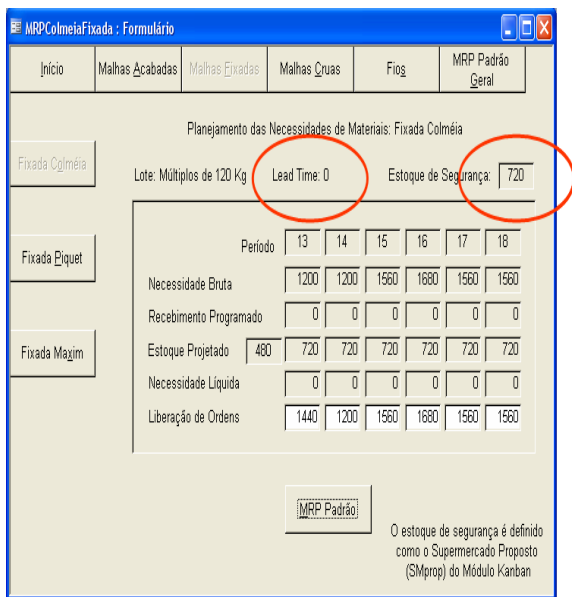 MRPColmeiaFixada : Formulário
Início Malhas Acabadas Malhas Fixadas Malhas Cruas Fios MRP Padrão Geral
Planejamento das Necessidades de Materiais: Fixada Colméia
Fixada Colméia
Lote: Múltiplos de 120 Kg Lead Time: 0 Estoque de Segurança: 720
Período 13 14 15 16 17 18
Fixada Piquet
Necessidade Bruta 1200 1200 1560 1680 1560 1560
Recebimento Programado 0 0 0 0 0 0
Fixada Maxim
Estoque Projetado 480 720 720 720 720 720 720
Necessidade Líquida 0 0 0 0 0 0
Liberação de Ordens 1440 1200 1560 1680 1560 1560
MRP Padrão
O estoque de segurança é definido
como o Supermercado Proposto
(SMprop) do Módulo Kanban